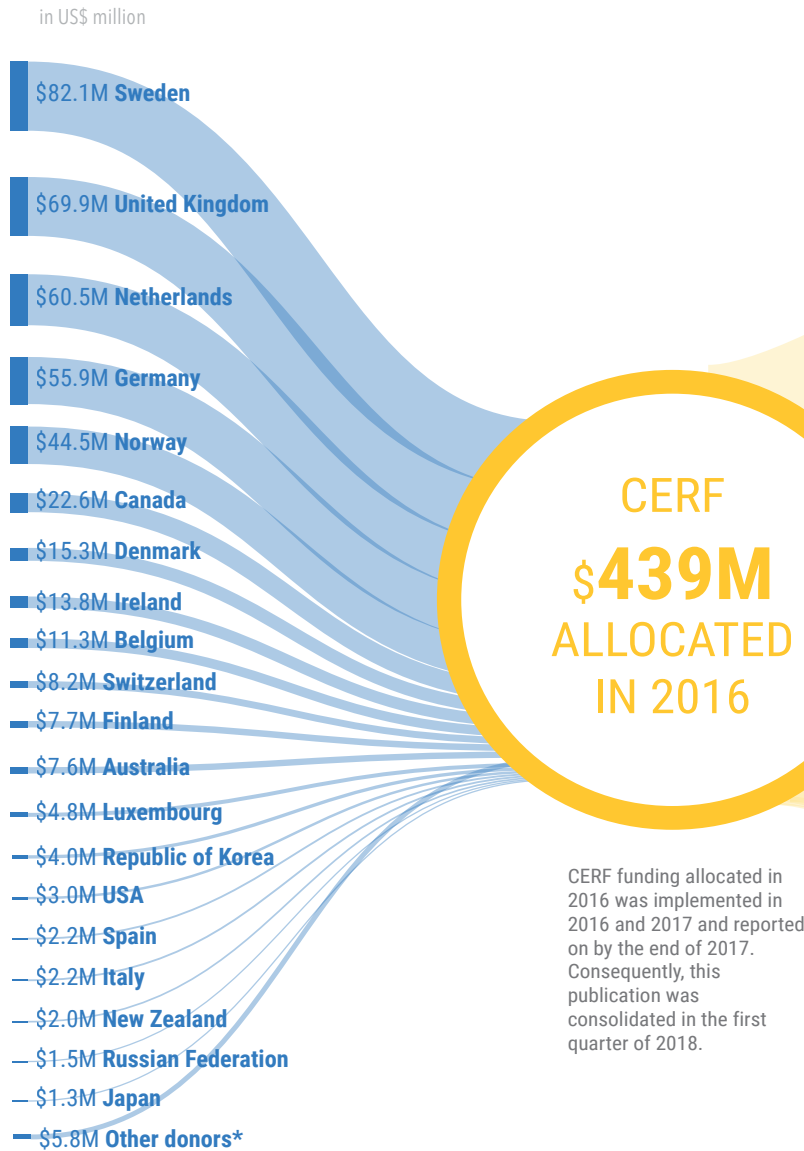 in US$ million
$82.1M Sweden
$69.9M United Kingdom
$60.5M Netherlands
$55.9M Germany
$44.5M Norway
$22.6M Canada
$15.3M Denmark
$13.8M Ireland
$11.3M Belgium
$8.2M Switzerland
$7.7M Finland
$7.6M Australia
$4.8M Luxembourg
$4.0M Republic of Korea
$3.0M USA
$2.2M Spain
$2.2M Italy
$2.0M New Zealand
$1.5M Russian Federation
$1.3M Japan
$5.8M Other donors*
CERF
$439M
ALLOCATED
IN 2016
CERF funding allocated in
2016 was implemented in
2016 and 2017 and reported
on by the end of 2017.
Consequently, this
publication was
consolidated in the first
quarter of 2018.